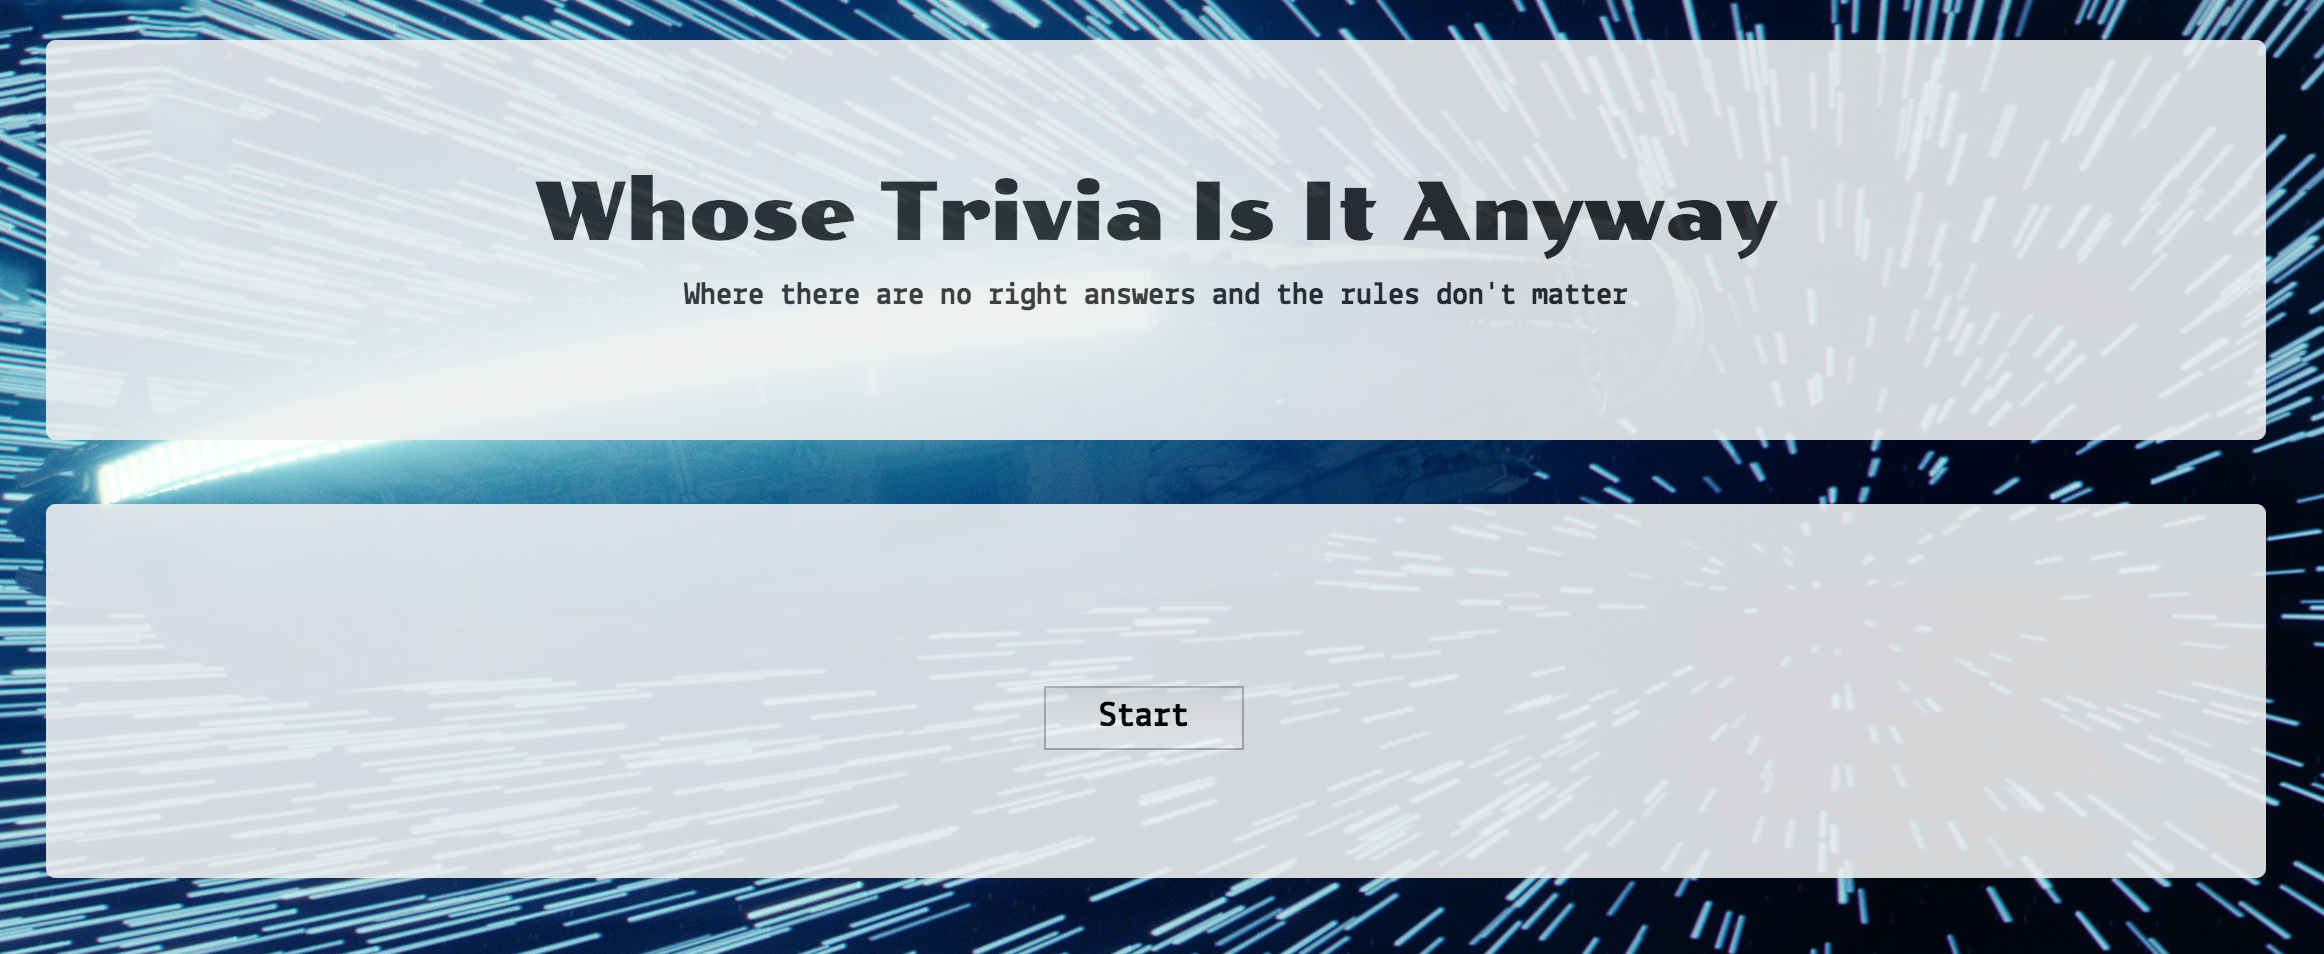 Whose Trivia Is It Anyway
Where there are no right answers and the rules don't matter
Start